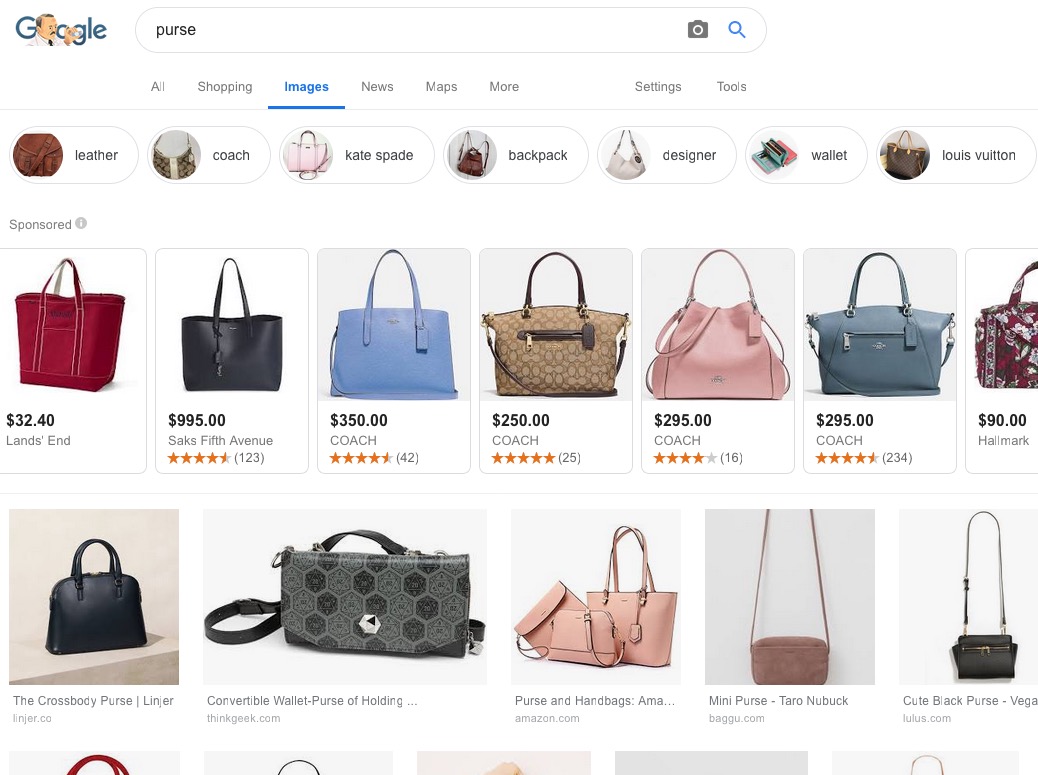 Google
purse
All Shopping Images News Maps More Settings Tools
leather coach kate spade backpack designer wallet louis vuitton
Sponsored
$32.40 $995.00 $350.00 $250.00 $295.00 $295.00 $90.00
Lands' End Saks Fifth Avenue COACH COACH COACH COACH Hallmark
(123) (42) (25) (16) (234)
The Crossbody Purse | Linjer Convertible Wallet-Purse of Holding ... Purse and Handbags: Ama... Mini Purse - Taro Nubuck Cute Black Purse - Vega
linjer.co thinkgeek.com amazon.com baggu.com lulus.com